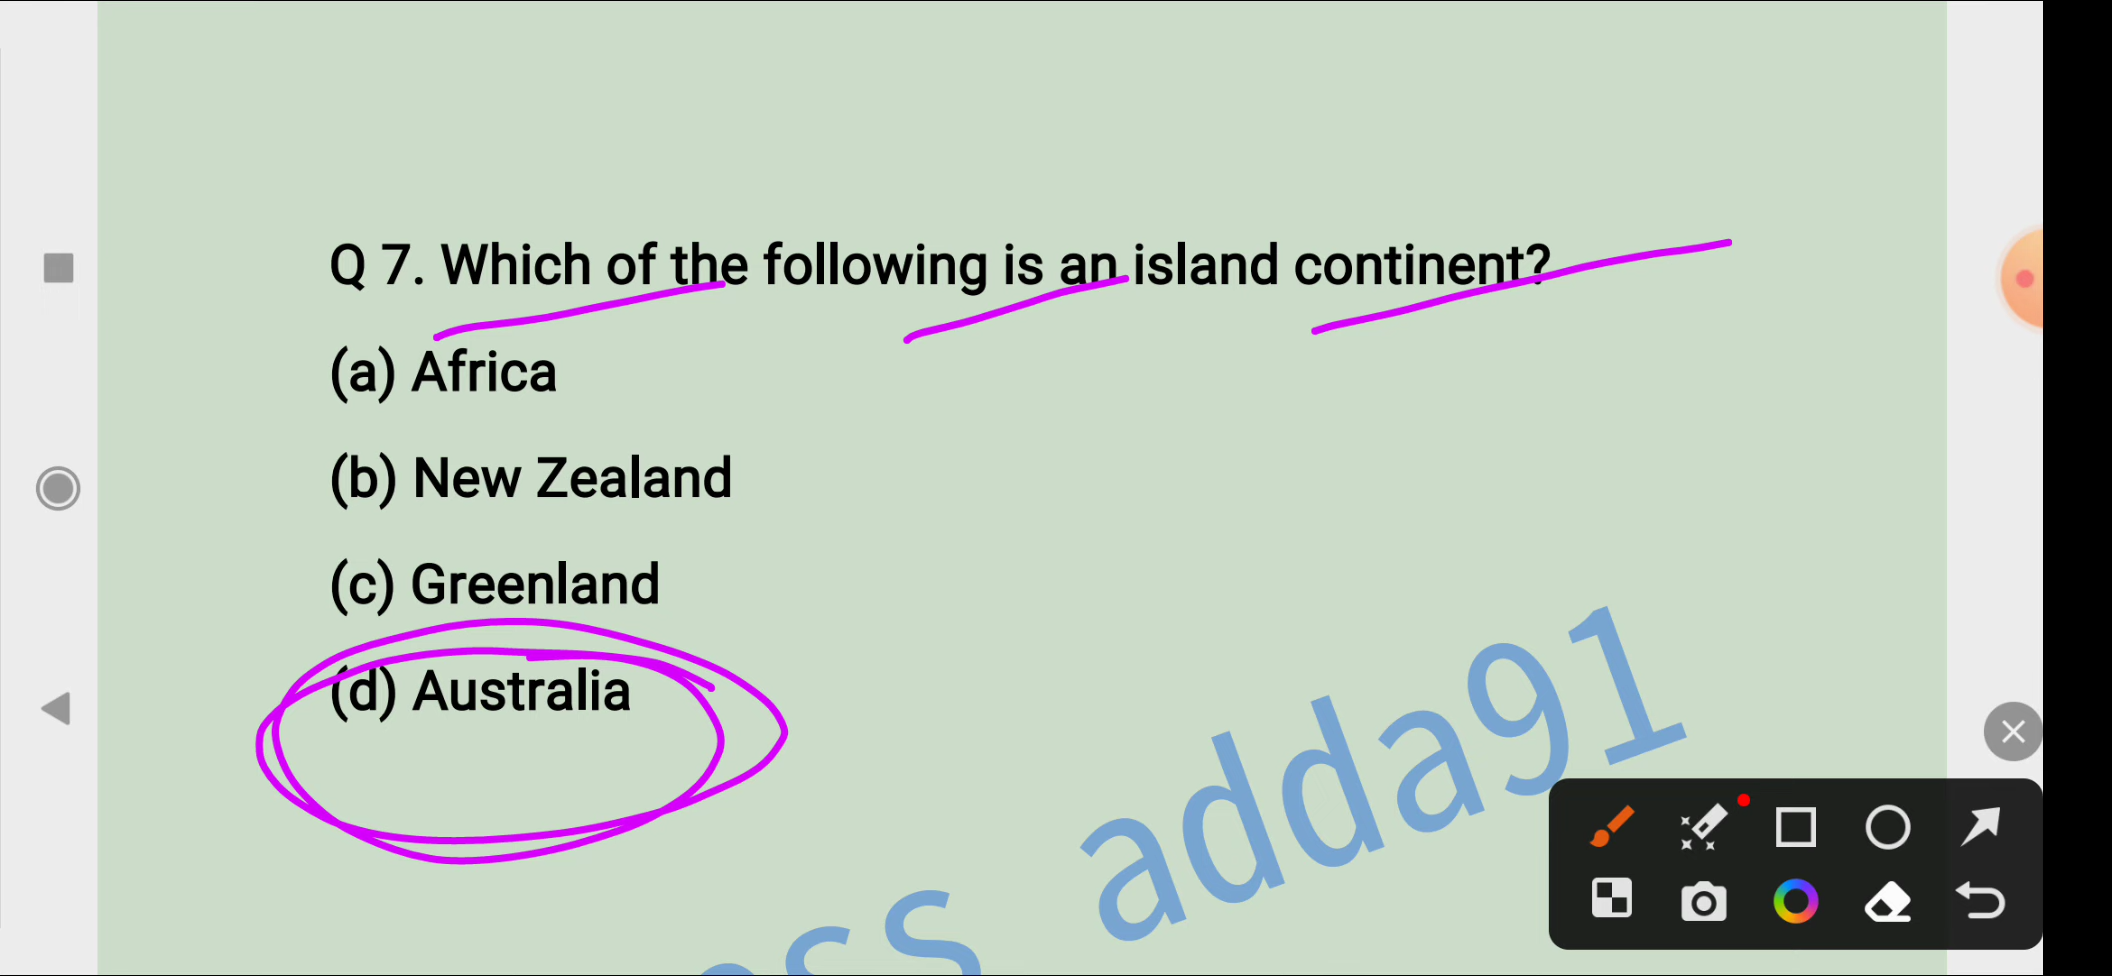 Q 7. Which of the following is an island continent?
(a) Africa
(b) New Zealand
(c) Greenland
(d) Australia
adda91